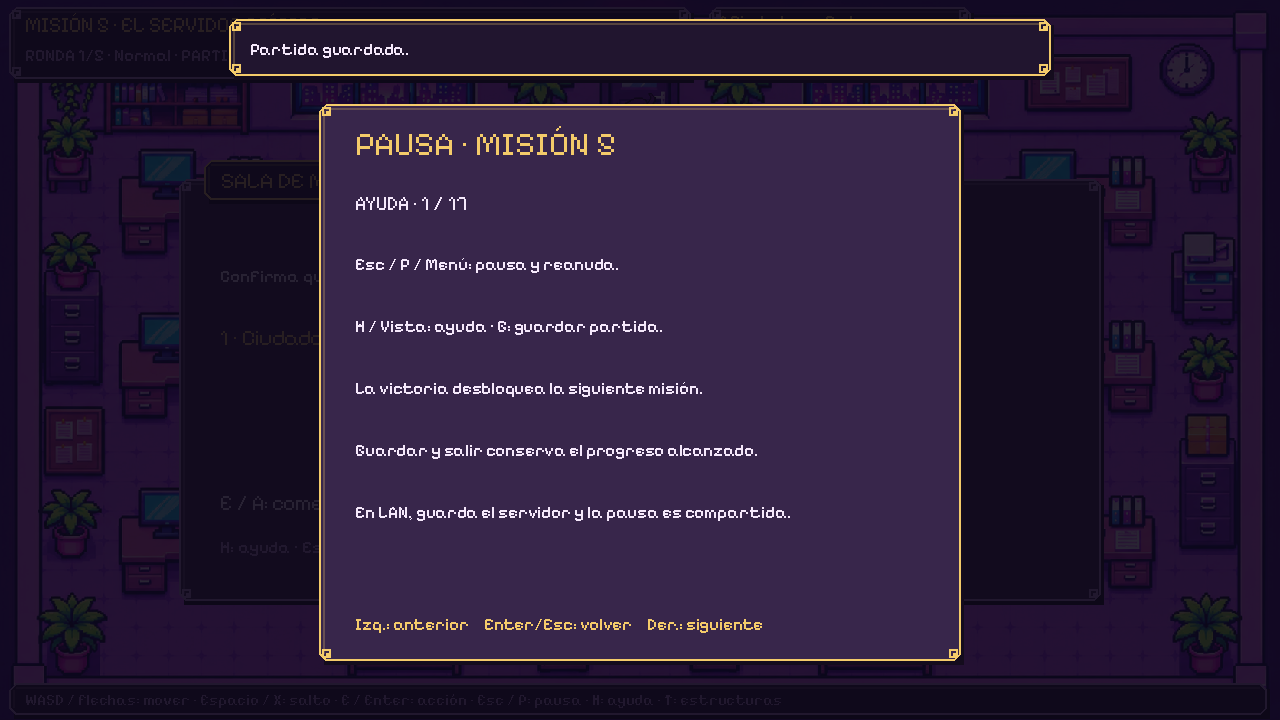 MISIÓN 8 · EL SERVIDO
RONDA 1/8 · Normal · PARTI
Partida guardada.
PAUSA · MISIÓN 8
SALA DE
AYUDA · 1 / 17
Confirma
1 · Ciudada
Esc / P / Menú: pausa y reanuda.
H / Vista: ayuda · G: guardar partida.
La victoria desbloquea la siguiente misión.
Guardar y salir conserva el progreso alcanzado.
E / A: come
En LAN, guarda el servidor y la pausa es compartida.
H: ayuda · Es
Izq.: anterior Enter/Esc: volver Der.: siguiente
WASD / flechas: mover · Espacio / X: salto · E / Enter: acción · Esc / P: pausa · H: ayuda · T: estructuras